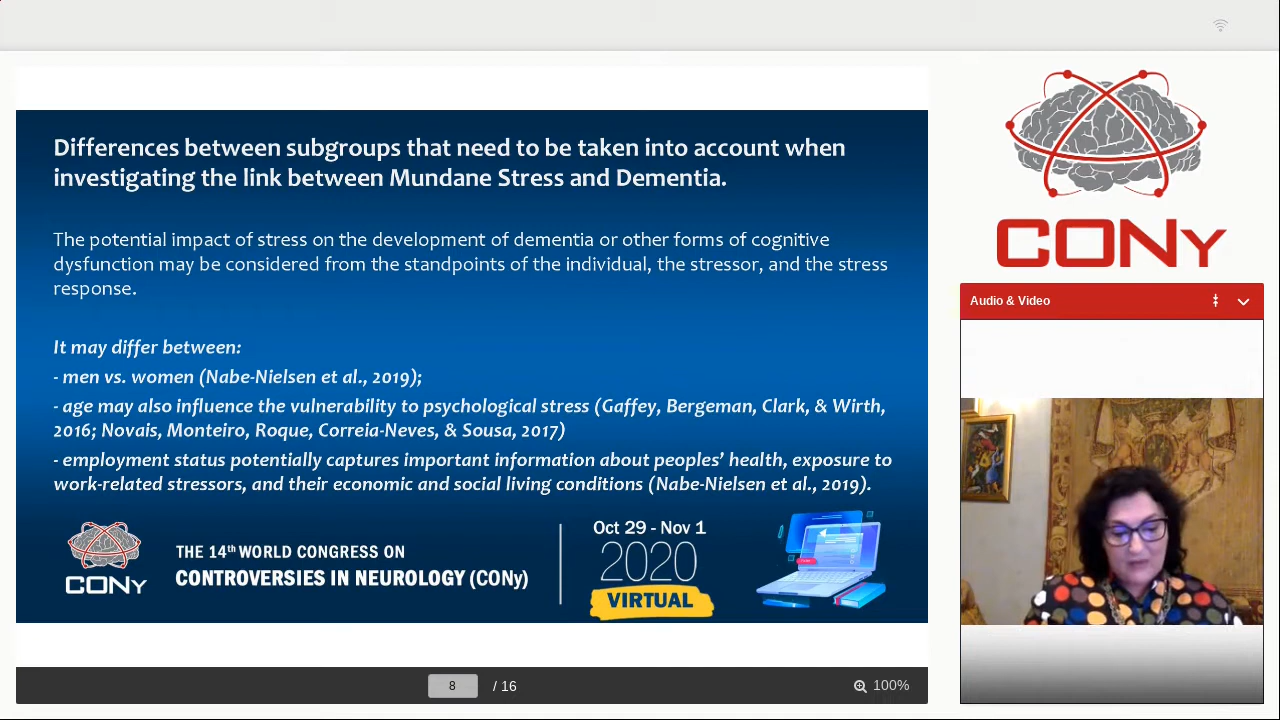 Differences between subgroups that need to be taken into account when
investigating the link between Mundane Stress and Dementia.
The potential impact of stress on the development of dementia or other forms of cognitive
dysfunction may be considered from the standpoints of the individual, the stressor, and the stress
response.
It may differ between:
- men vs. women (Nabe-Nielsen et al., 2019);
- age may also influence the vulnerability to psychological stress (Gaffey, Bergeman, Clark, & Wirth,
2016; Novais, Monteiro, Roque, Correia-Neves, & Sousa, 2017)
- employment status potentially captures important information about peoples’ health, exposure to
work-related stressors, and their economic and social living conditions (Nabe-Nielsen et al., 2019).
CONy
THE 14th WORLD CONGRESS ON
CONTROVERSIES IN NEUROLOGY (CONy)
Oct 29 - Nov 1
2020
VIRTUAL
8 / 16
100%
CONy
Audio & Video